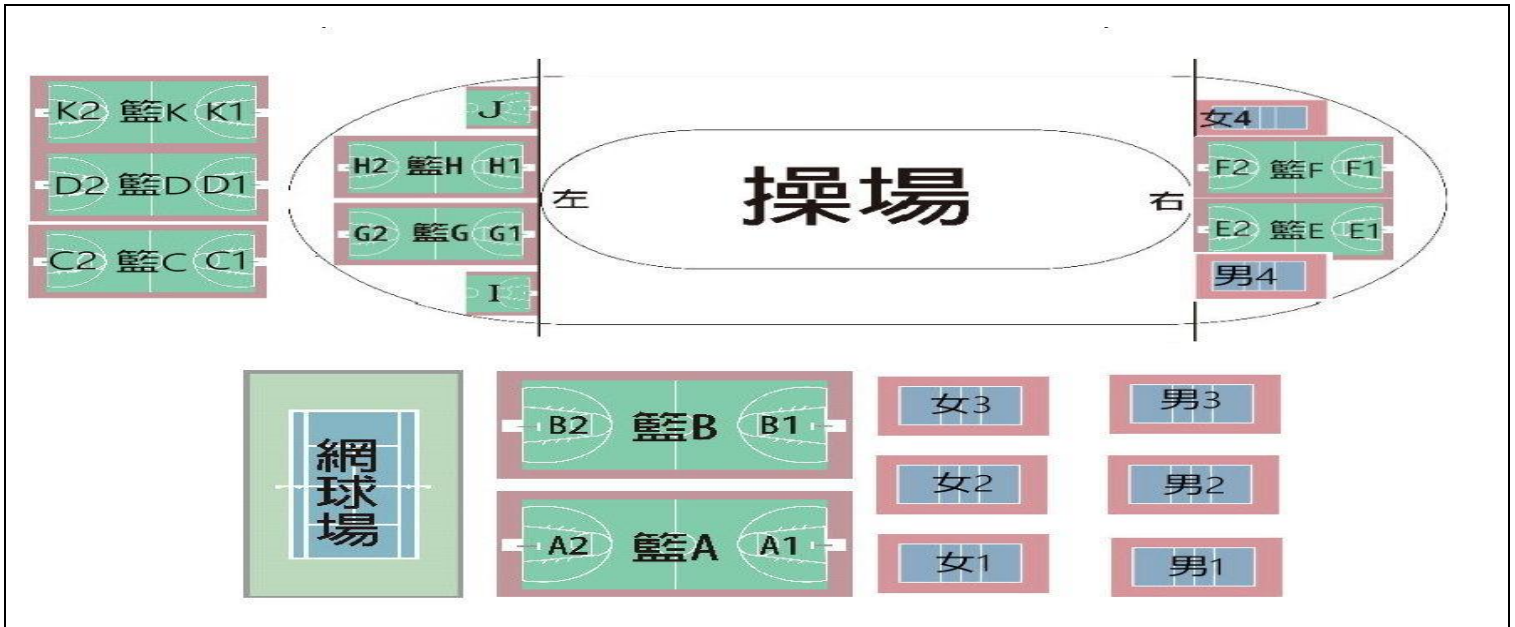 K2 籃K K1
D2 籃D D1
C2 籃C C1
J
H2 籃H H1
G2 籃G G1
I
左
操場
右
女4
F2 籃F F1
E2 籃E E1
男4
網球場
B2 籃B B1
A2 籃A A1
女3
女2
女1
男3
男2
男1